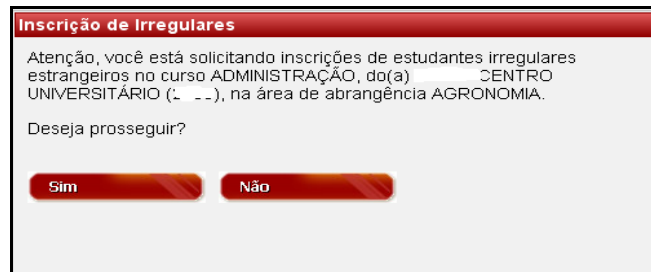 Inscrição de Irregulares
Atenção, você está solicitando inscrições de estudantes irregulares
estrangeiros no curso ADMINISTRAÇÃO, do(a) CENTRO
UNIVERSITÁRIO ( ), na área de abrangência AGRONOMIA.
Deseja prosseguir?
Sim
Não